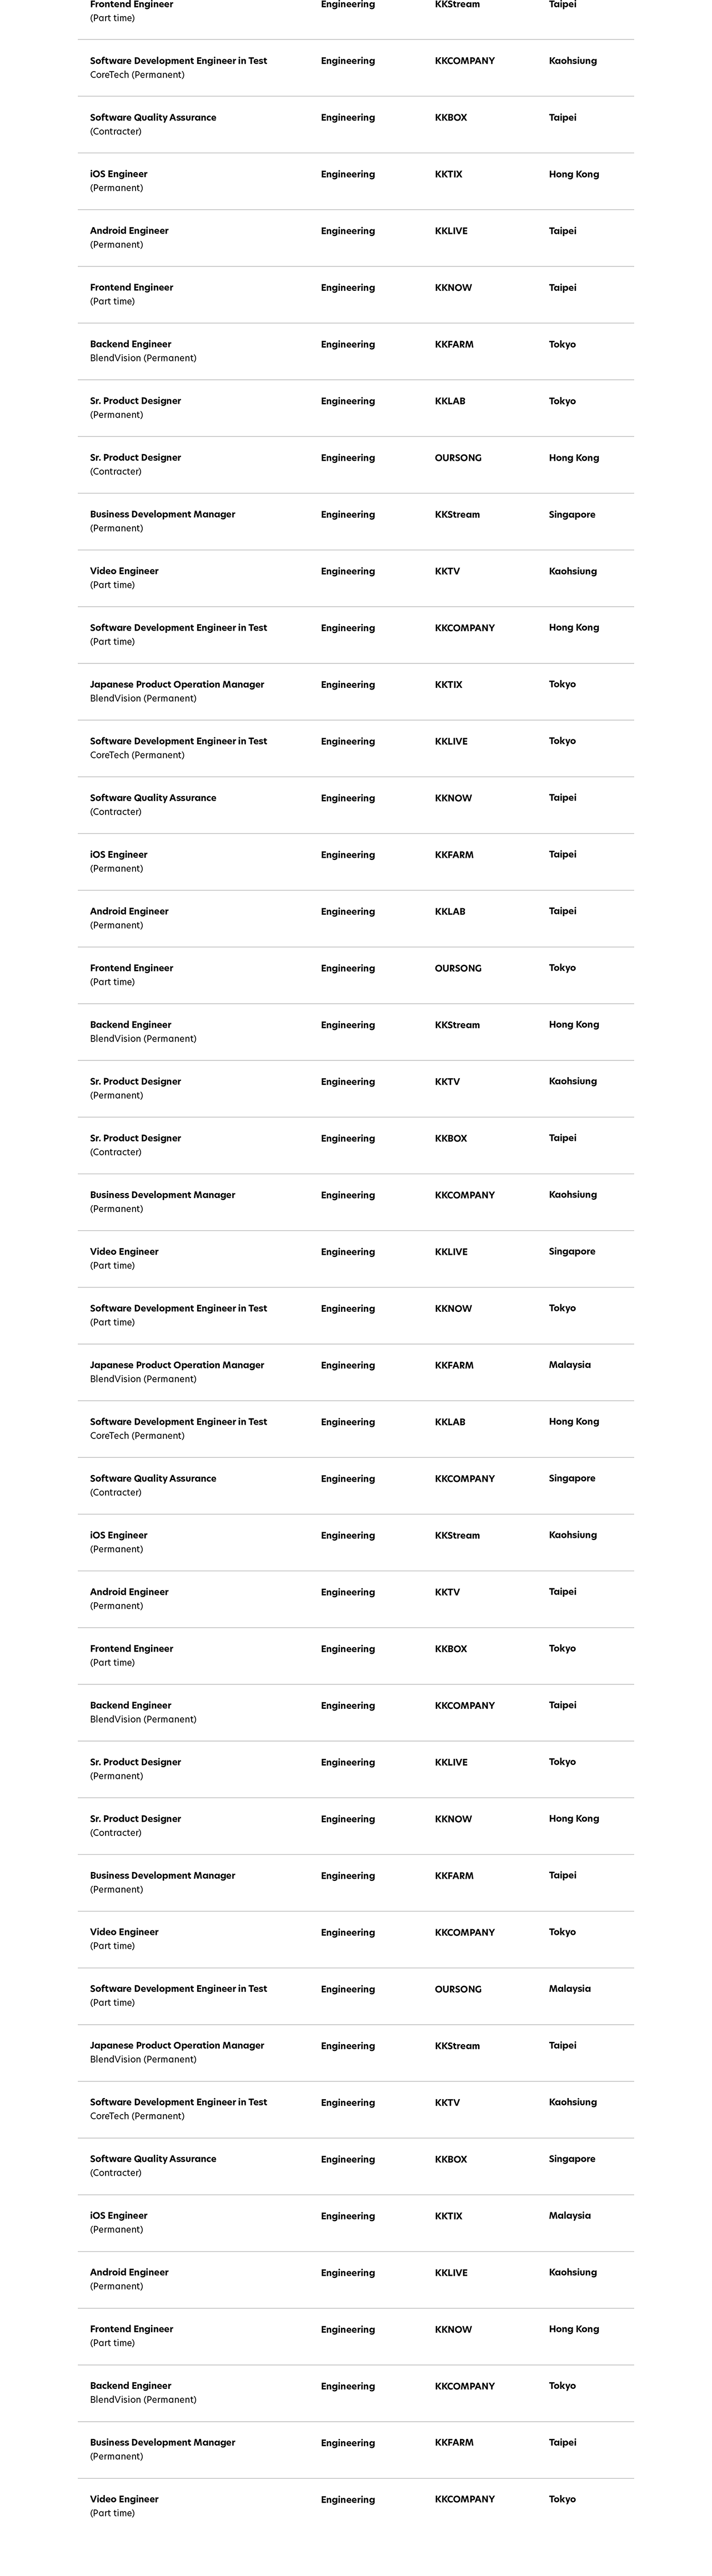 Frontend Engineer Engineering KKStream Taipei
(Part time)
Software Development Engineer in Test Engineering KKCOMPANY Kaohsiung
CoreTech (Permanent)
Software Quality Assurance Engineering KKBOX Taipei
(Contracter)
iOS Engineer Engineering KKTIX Hong Kong
(Permanent)
Android Engineer Engineering KKLIVE Taipei
(Permanent)
Frontend Engineer Engineering KKNOW Taipei
(Part time)
Backend Engineer Engineering KKFARM Tokyo
BlendVision (Permanent)
Sr. Product Designer Engineering KKLAB Tokyo
(Permanent)
Sr. Product Designer Engineering OURSONG Hong Kong
(Contracter)
Business Development Manager Engineering KKStream Singapore
(Permanent)
Video Engineer Engineering KKTV Kaohsiung
(Part time)
Software Development Engineer in Test Engineering KKCOMPANY Hong Kong
(Part time)
Japanese Product Operation Manager Engineering KKTIX Tokyo
BlendVision (Permanent)
Software Development Engineer in Test Engineering KKLIVE Tokyo
CoreTech (Permanent)
Software Quality Assurance Engineering KKNOW Taipei
(Contracter)
iOS Engineer Engineering KKFARM Taipei
(Permanent)
Android Engineer Engineering KKLAB Taipei
(Permanent)
Frontend Engineer Engineering OURSONG Tokyo
(Part time)
Backend Engineer Engineering KKStream Hong Kong
BlendVision (Permanent)
Sr. Product Designer Engineering KKTV Kaohsiung
(Permanent)
Sr. Product Designer Engineering KKBOX Taipei
(Contracter)
Business Development Manager Engineering KKCOMPANY Kaohsiung
(Permanent)
Video Engineer Engineering KKLIVE Singapore
(Part time)
Software Development Engineer in Test Engineering KKNOW Tokyo
(Part time)
Japanese Product Operation Manager Engineering KKFARM Malaysia
BlendVision (Permanent)
Software Development Engineer in Test Engineering KKLAB Hong Kong
CoreTech (Permanent)
Software Quality Assurance Engineering KKCOMPANY Singapore
(Contracter)
iOS Engineer Engineering KKStream Kaohsiung
(Permanent)
Android Engineer Engineering KKTV Taipei
(Permanent)
Frontend Engineer Engineering KKBOX Tokyo
(Part time)
Backend Engineer Engineering KKCOMPANY Taipei
BlendVision (Permanent)
Sr. Product Designer Engineering KKLIVE Tokyo
(Permanent)
Sr. Product Designer Engineering KKNOW Hong Kong
(Contracter)
Business Development Manager Engineering KKFARM Taipei
(Permanent)
Video Engineer Engineering KKCOMPANY Tokyo
(Part time)
Software Development Engineer in Test Engineering OURSONG Malaysia
(Part time)
Japanese Product Operation Manager Engineering KKStream Taipei
BlendVision (Permanent)
Software Development Engineer in Test Engineering KKTV Kaohsiung
CoreTech (Permanent)
Software Quality Assurance Engineering KKBOX Singapore
(Contracter)
iOS Engineer Engineering KKTIX Malaysia
(Permanent)
Android Engineer Engineering KKLIVE Kaohsiung
(Permanent)
Frontend Engineer Engineering KKNOW Hong Kong
(Part time)
Backend Engineer Engineering KKCOMPANY Tokyo
BlendVision (Permanent)
Business Development Manager Engineering KKFARM Taipei
(Permanent)
Video Engineer Engineering KKCOMPANY Tokyo
(Part time)